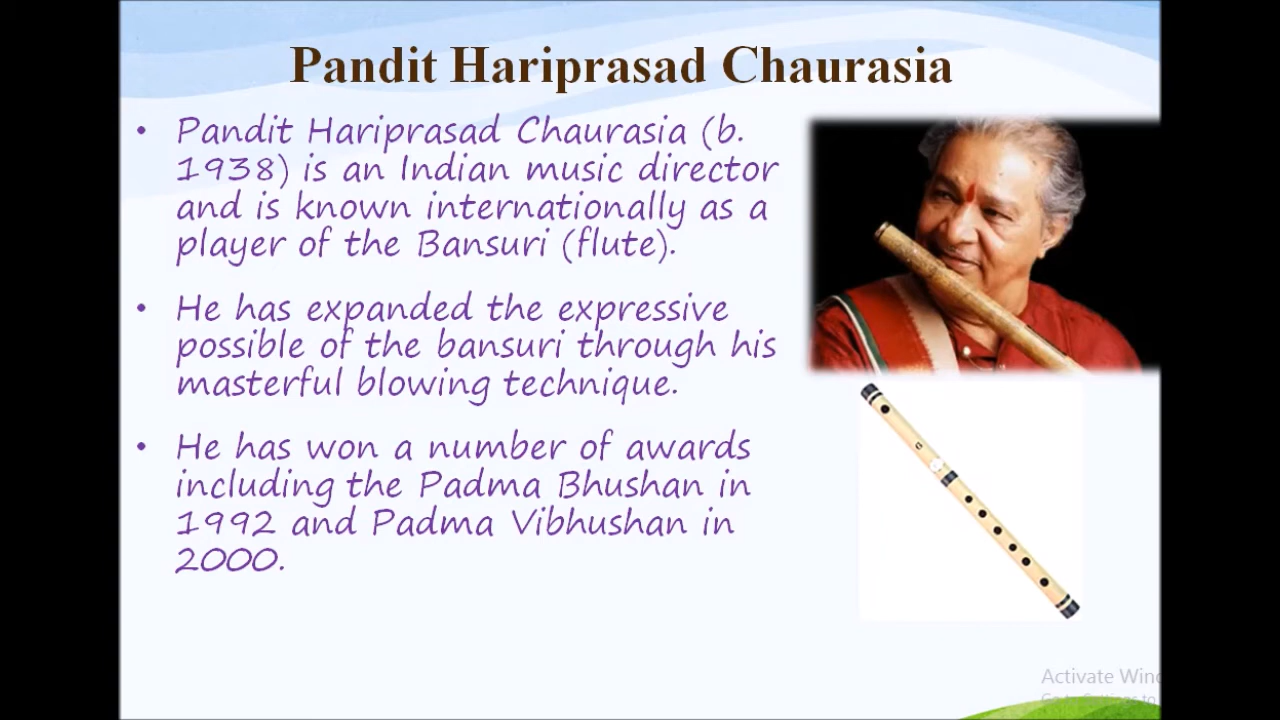 Pandit Hariprasad Chaurasia
• Pandit Hariprasad Chaurasia (b.
1938) is an Indian music director
and is known internationally as a
player of the Bansuri (flute).
• He has expanded the expressive
possible of the bansuri through his
masterful blowing technique.
• He has won a number of awards
including the Padma Bhushan in
1992 and Padma Vibhushan in
2000.
Activate Wind